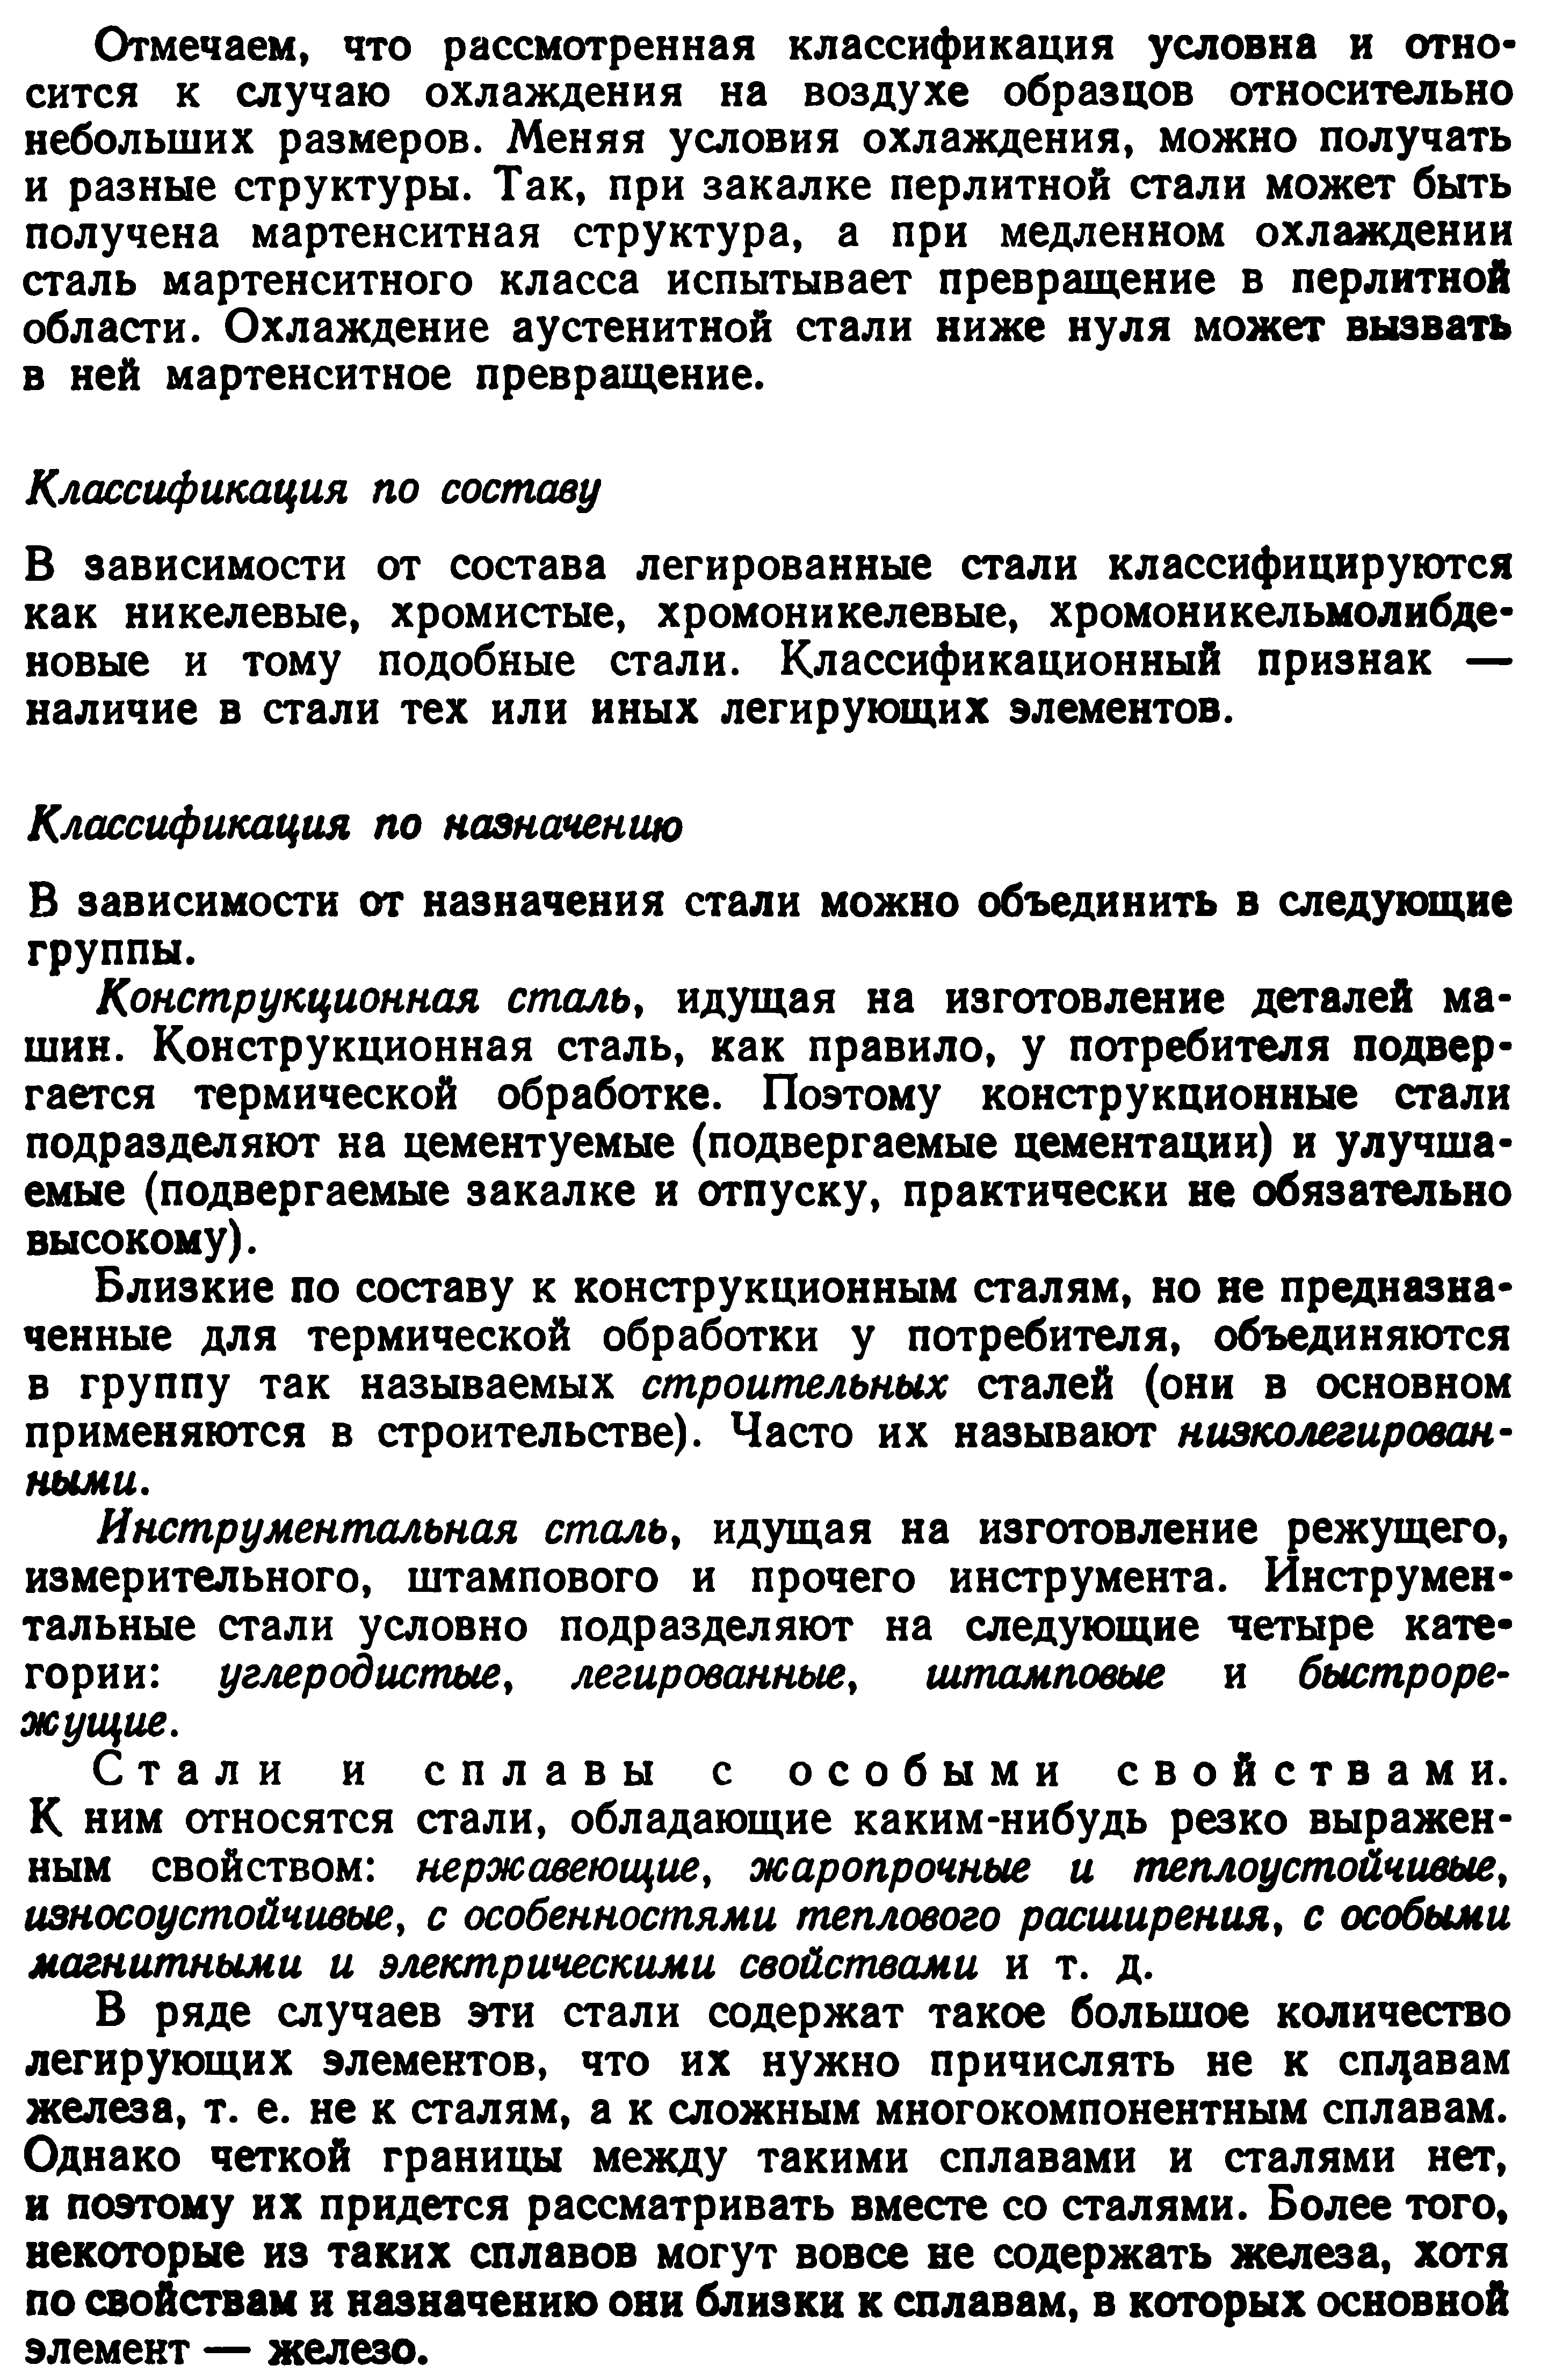 Отмечаем, что рассмотренная классификация условна и отно-
сится к случаю охлаждения на воздухе образцов относительно
небольших размеров. Меняя условия охлаждения, можно получать
и разные структуры. Так, при закалке перлитной стали может быть
получена мартенситная структура, а при медленном охлаждении
сталь мартенситного класса испытывает превращение в перлитной
области. Охлаждение аустенитной стали ниже нуля может вызвать
в ней мартенситное превращение.
Классификация по составу
В зависимости от состава легированные стали классифицируются
как никелевые, хромистые, хромоникелевые, хромоникельмолибде-
новые и тому подобные стали. Классификационный признак —
наличие в стали тех или иных легирующих элементов.
Классификация по назначению
В зависимости от назначения стали можно объединить в следующие
группы.
Конструкционная сталь, идущая на изготовление деталей ма-
шин. Конструкционная сталь, как правило, у потребителя подвер-
гается термической обработке. Поэтому конструкционные стали
подразделяют на цементуемые (подвергаемые цементации) и улучша-
емые (подвергаемые закалке и отпуску, практически не обязательно
высокому).
Близкие по составу к конструкционным сталям, но не предназна-
ченные для термической обработки у потребителя, объединяются
в группу так называемых строительных сталей (они в основном
применяются в строительстве). Часто их называют низколегирован-
ными.
Инструментальная сталь, идущая на изготовление режущего,
измерительного, штампового и прочего инструмента. Инструмен-
тальные стали условно подразделяют на следующие четыре кате-
гории: углеродистые, легированные, штамповые и быстроре-
жущие.
Стали и сплавы с особыми свойствами.
К ним относятся стали, обладающие каким-нибудь резко выражен-
ным свойством: нержавеющие, жаропрочные и теплоустойчивые,
износоустойчивые, с особенностями теплового расширения, с особыми
магнитными и электрическими свойствами и т. д.
В ряде случаев эти стали содержат такое большое количество
легирующих элементов, что их нужно причислять не к сплавам
железа, т. е. не к сталям, а к сложным многокомпонентным сплавам.
Однако четкой границы между такими сплавами и сталями нет,
и поэтому их придется рассматривать вместе со сталями. Более того,
некоторые из таких сплавов могут вовсе не содержать железа, хотя
по свойствам и назначению они близки к сплавам, в которых основной
элемент — железо.